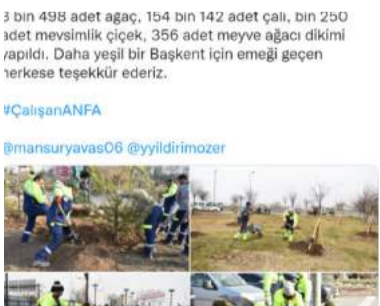 3 bin 498 adet ağaç, 154 bin 142 adet çalı, bin 250
adet mevsimlik çiçek, 356 adet meyve ağacı dikimi
yapıldı. Daha yeşil bir Başkent için emeği geçen
herkese teşekkür ederiz.
#ÇalışanANFA
@mansuryavas06 @yyildirimozer